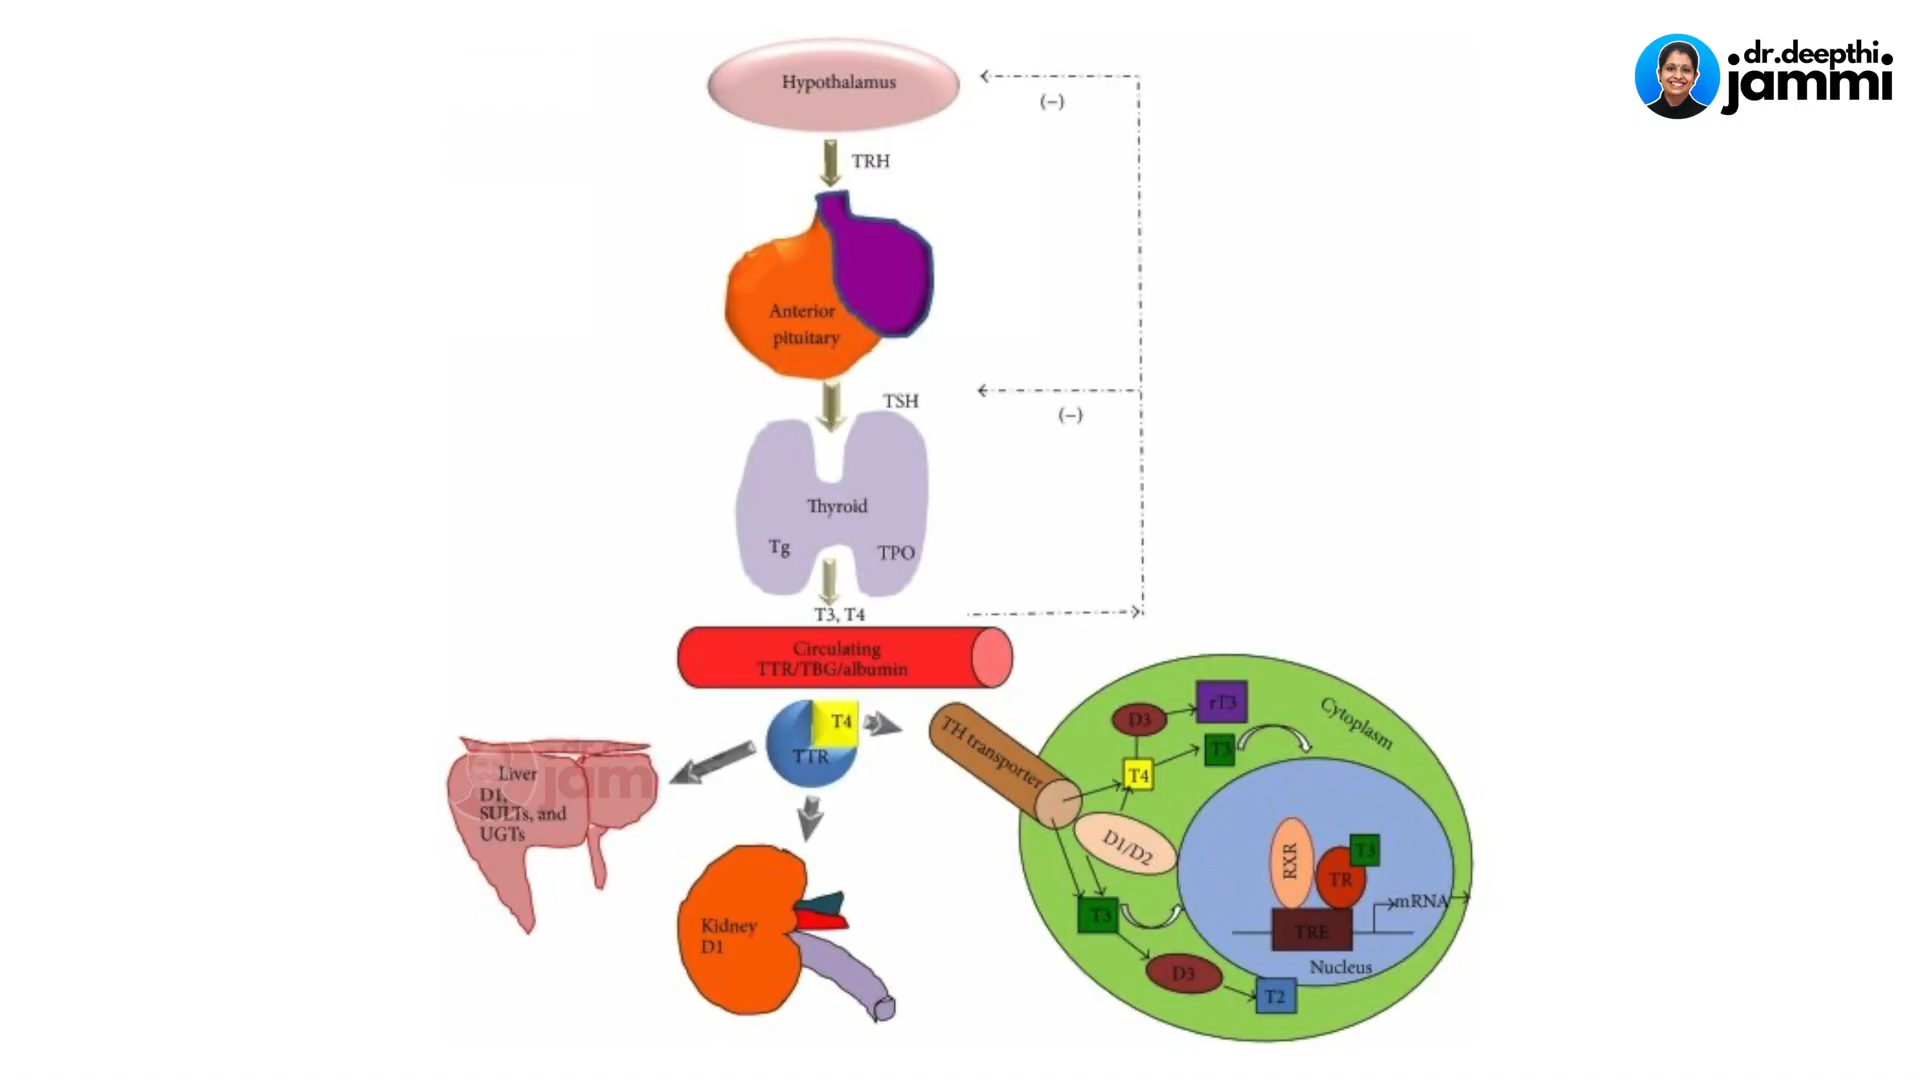 dr.deepthi
jammi
Hypothalamus
(–)
TRH
Anterior
pituitary
TSH
(–)
Thyroid
Tg
TPO
T3, T4
Circulating
TTR/TBG/albumin
T4
TTR
TH transporter
Liver
D1,
SULTs, and
UGTs
Kidney
D1
Cytoplasm
D3
rT3
T3
T4
D1/D2
T3
D3
T2
RXR
TR
T3
TRE
mRNA
Nucleus